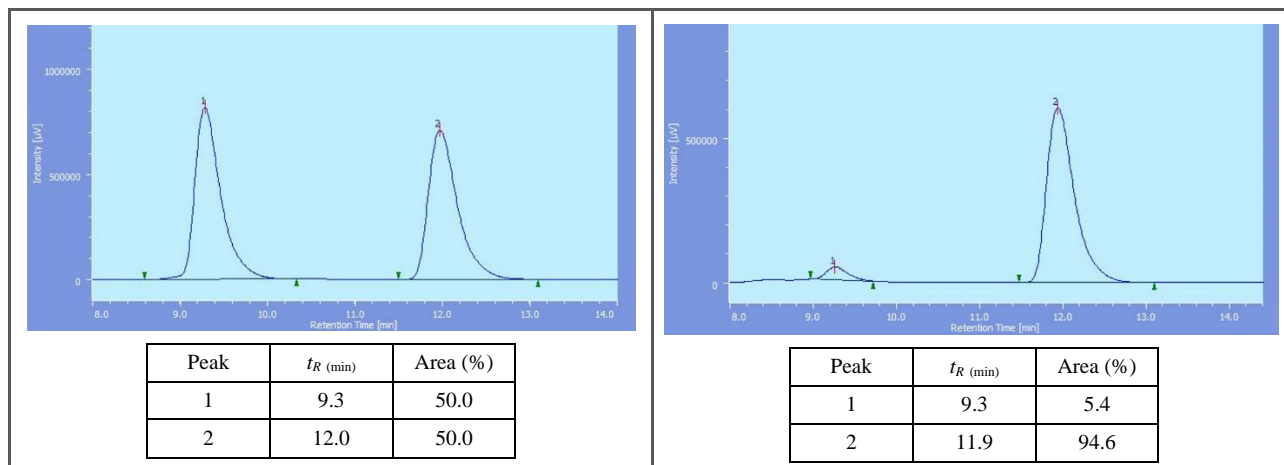 1000000
500000
0
Intensity [µV]
1
2
8.0 9.0 10.0 11.0 12.0 13.0 14.0
Retention Time [min]
Peak tR (min) Area (%)
1 9.3 50.0
2 12.0 50.0
500000
0
Intensity [µV]
1
2
8.0 9.0 10.0 11.0 12.0 13.0 14.0
Retention Time [min]
Peak tR (min) Area (%)
1 9.3 5.4
2 11.9 94.6